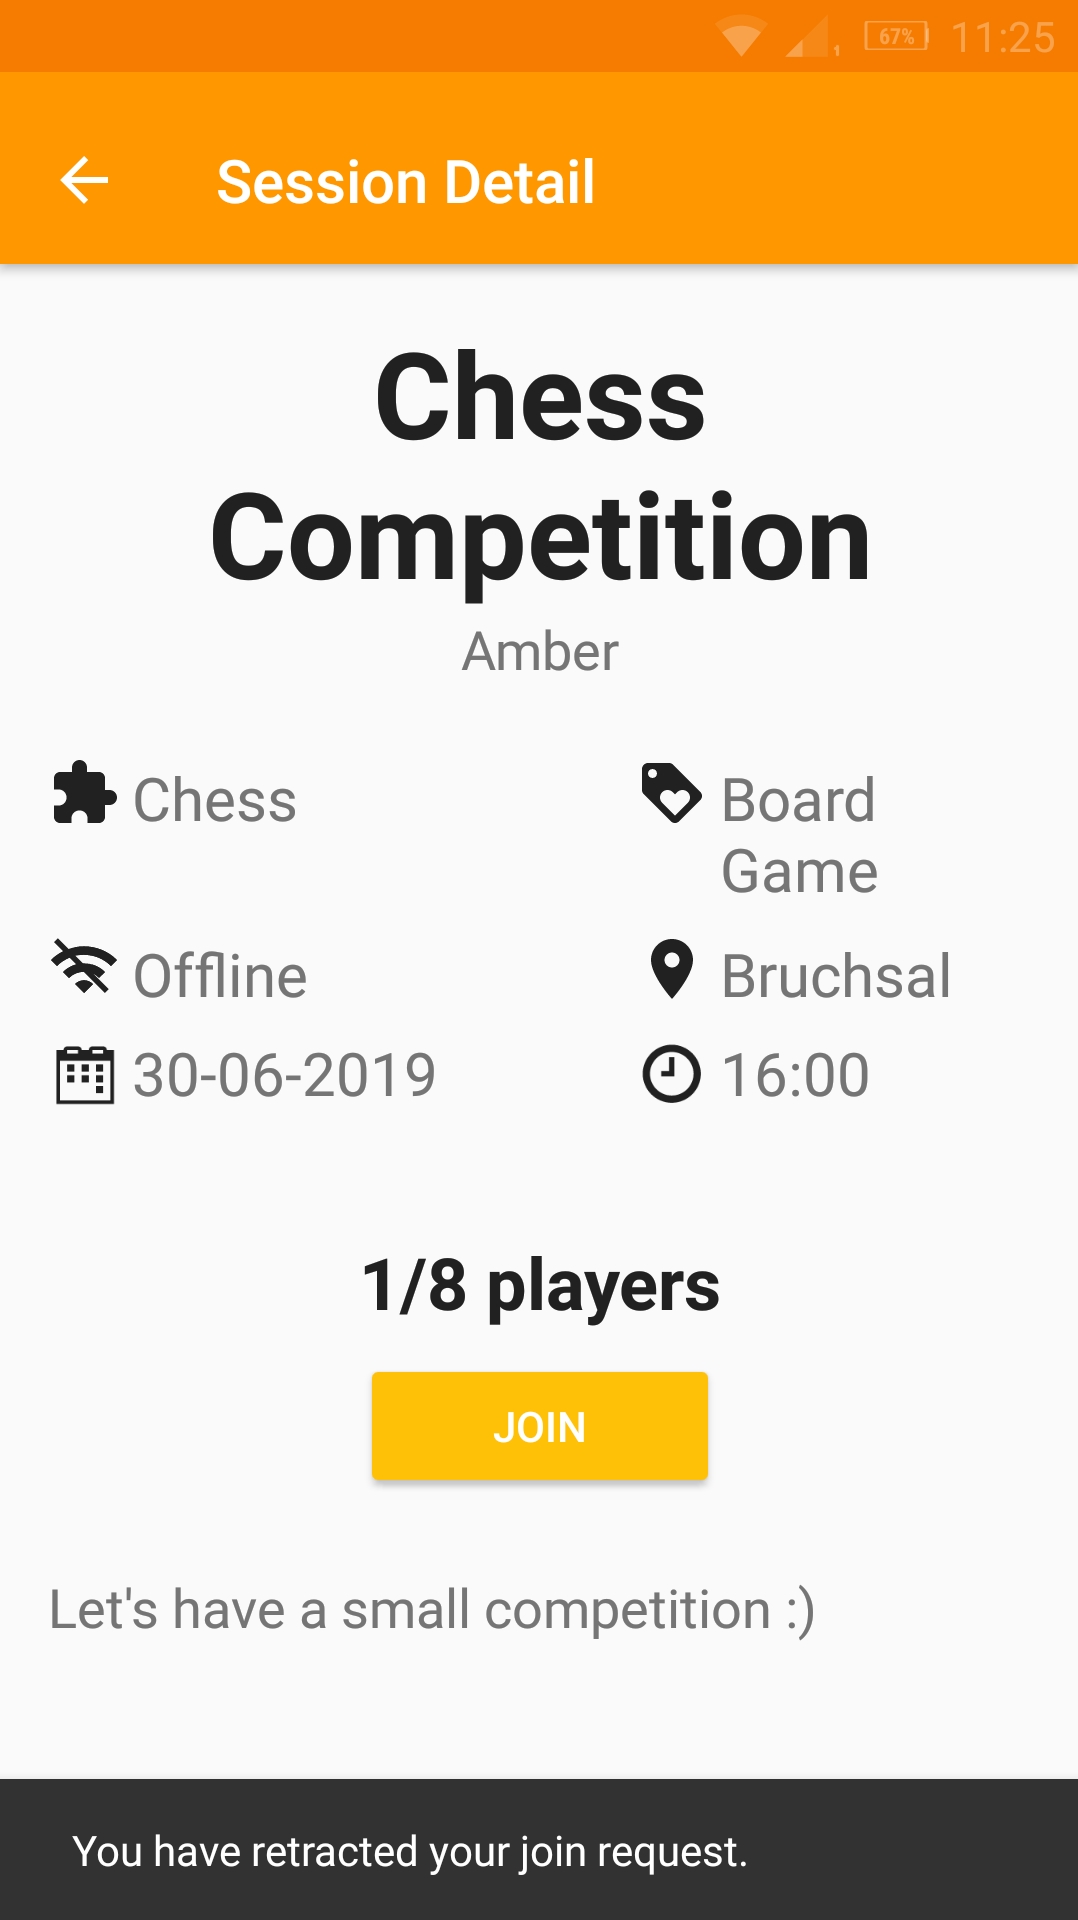 67% 11:25
Session Detail
Chess
Competition
Amber
Chess
Board
Game
Offline
Bruchsal
30-06-2019
16:00
1/8 players
JOIN
Let's have a small competition :)
You have retracted your join request.